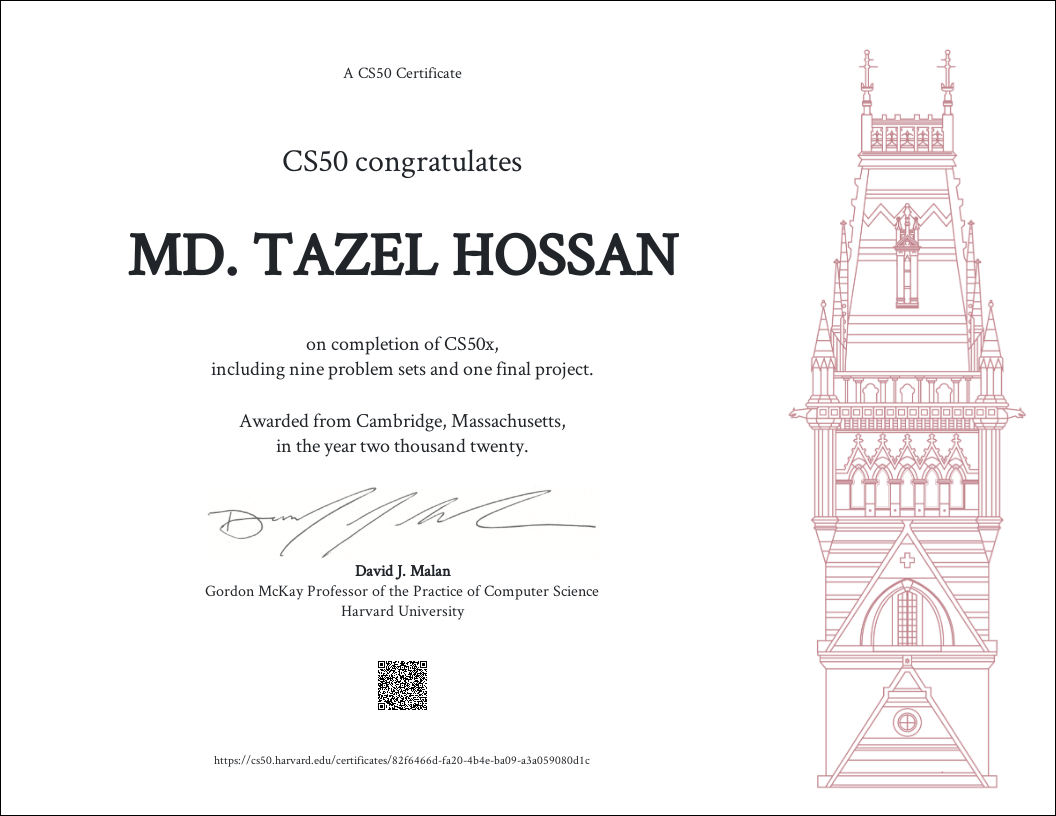 A CS50 Certificate
CS50 congratulates
MD. TAZEL HOSSAN
on completion of CS50x,
including nine problem sets and one final project.
Awarded from Cambridge, Massachusetts,
in the year two thousand twenty.
David J. Malan
Gordon McKay Professor of the Practice of Computer Science
Harvard University
https://cs50.harvard.edu/certificates/82f6466d-fa20-4b4e-ba09-a3a059080d1c